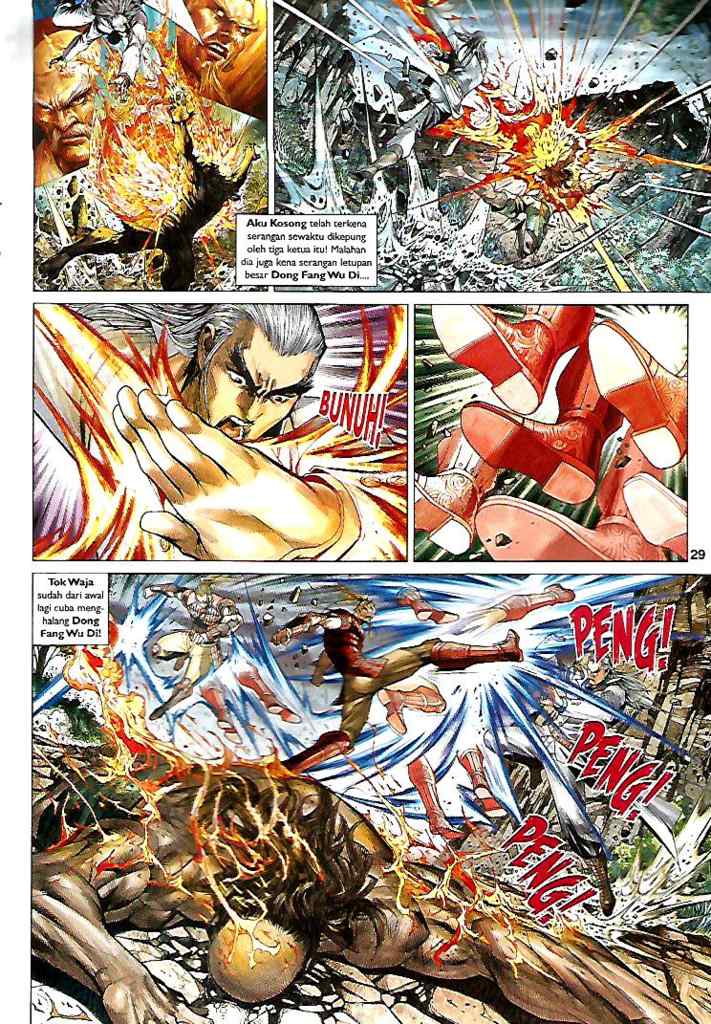 Aku Kosong telah terkena
serangan sewaktu dikepung
oleh tiga ketua itu! Malahan
dia juga kena serangan letupan
besar Dong Fang Wu Di....
BUNUH!
29
Tok Waja
sudah dari awal
lagi cuba meng-
halang Dong
Fang Wu Di!
PENG!
PENG!
PENG!